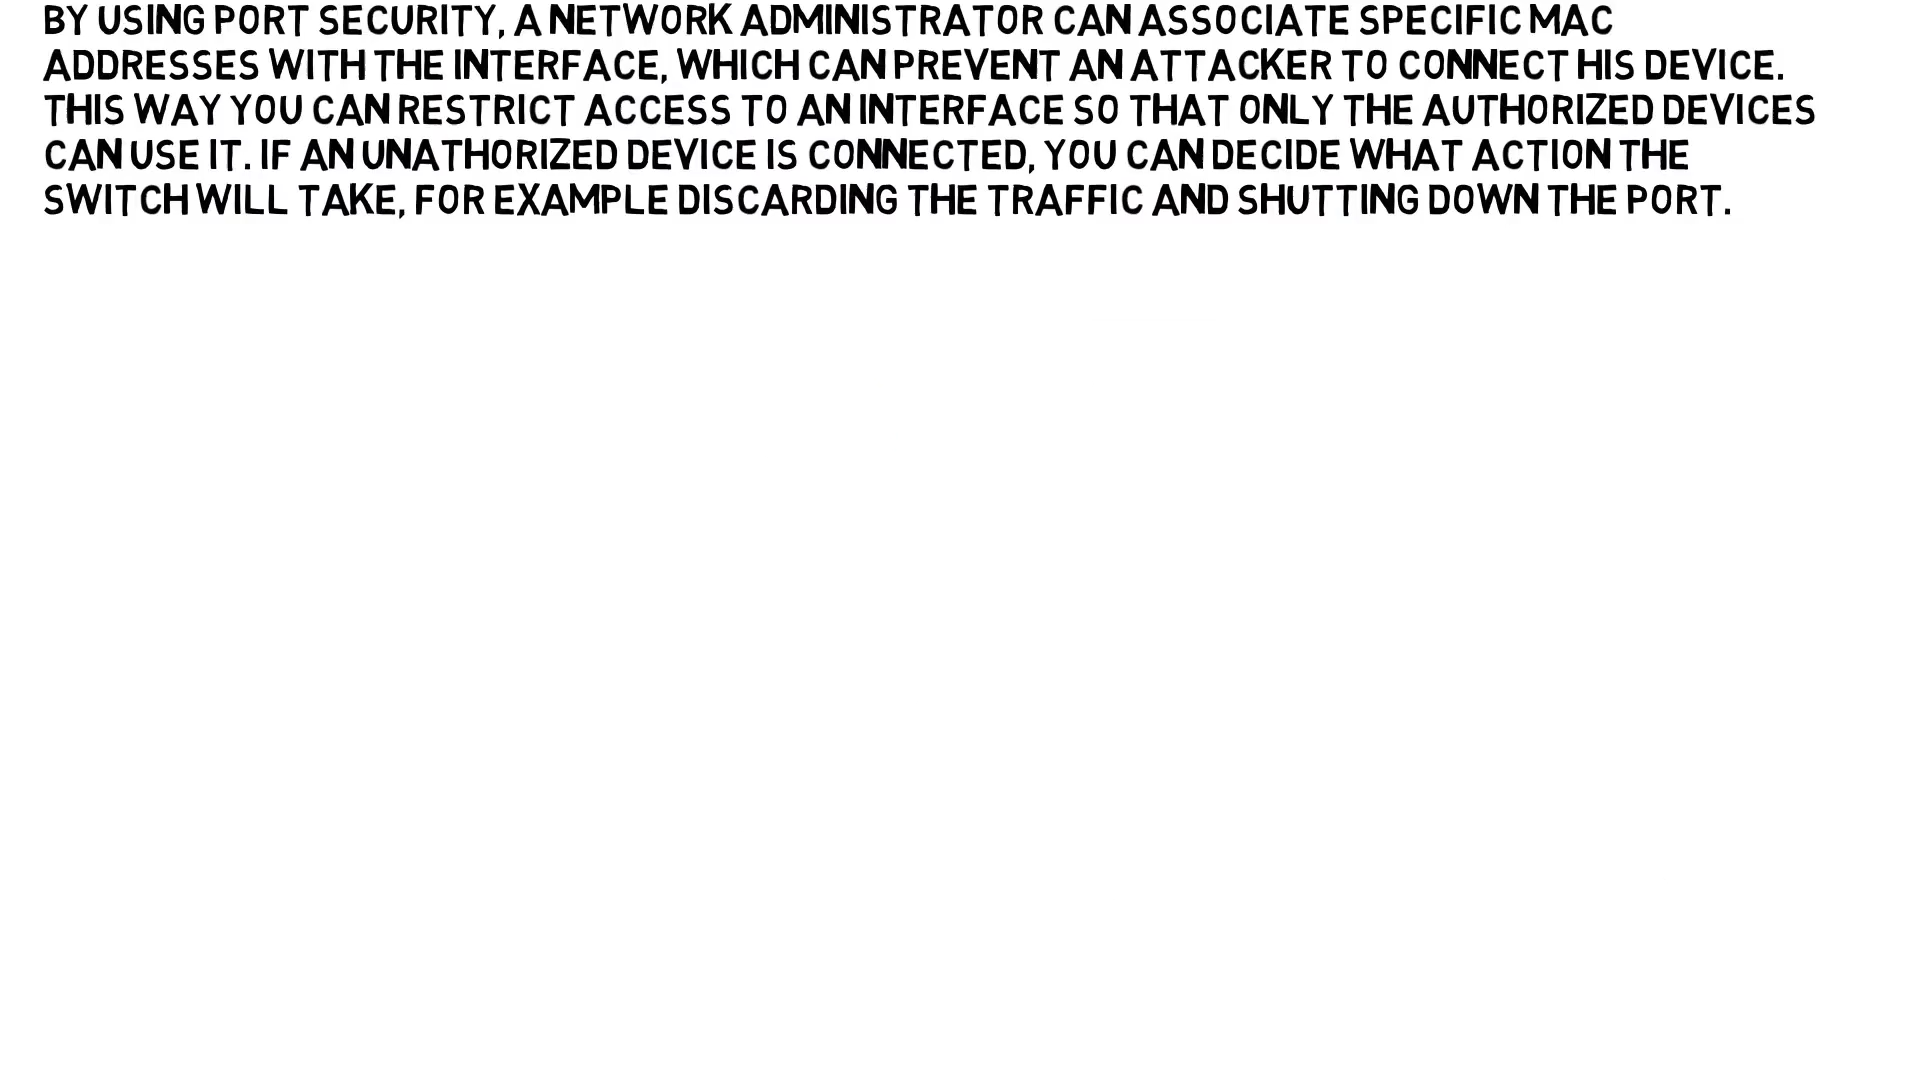 BY USING PORT SECURITY, A NETWORK ADMINISTRATOR CAN ASSOCIATE SPECIFIC MAC
ADDRESSES WITH THE INTERFACE, WHICH CAN PREVENT AN ATTACKER TO CONNECT HIS DEVICE.
THIS WAY YOU CAN RESTRICT ACCESS TO AN INTERFACE SO THAT ONLY THE AUTHORIZED DEVICES
CAN USE IT. IF AN UNATHORIZED DEVICE IS CONNECTED, YOU CAN DECIDE WHAT ACTION THE
SWITCH WILL TAKE, FOR EXAMPLE DISCARDING THE TRAFFIC AND SHUTTING DOWN THE PORT.